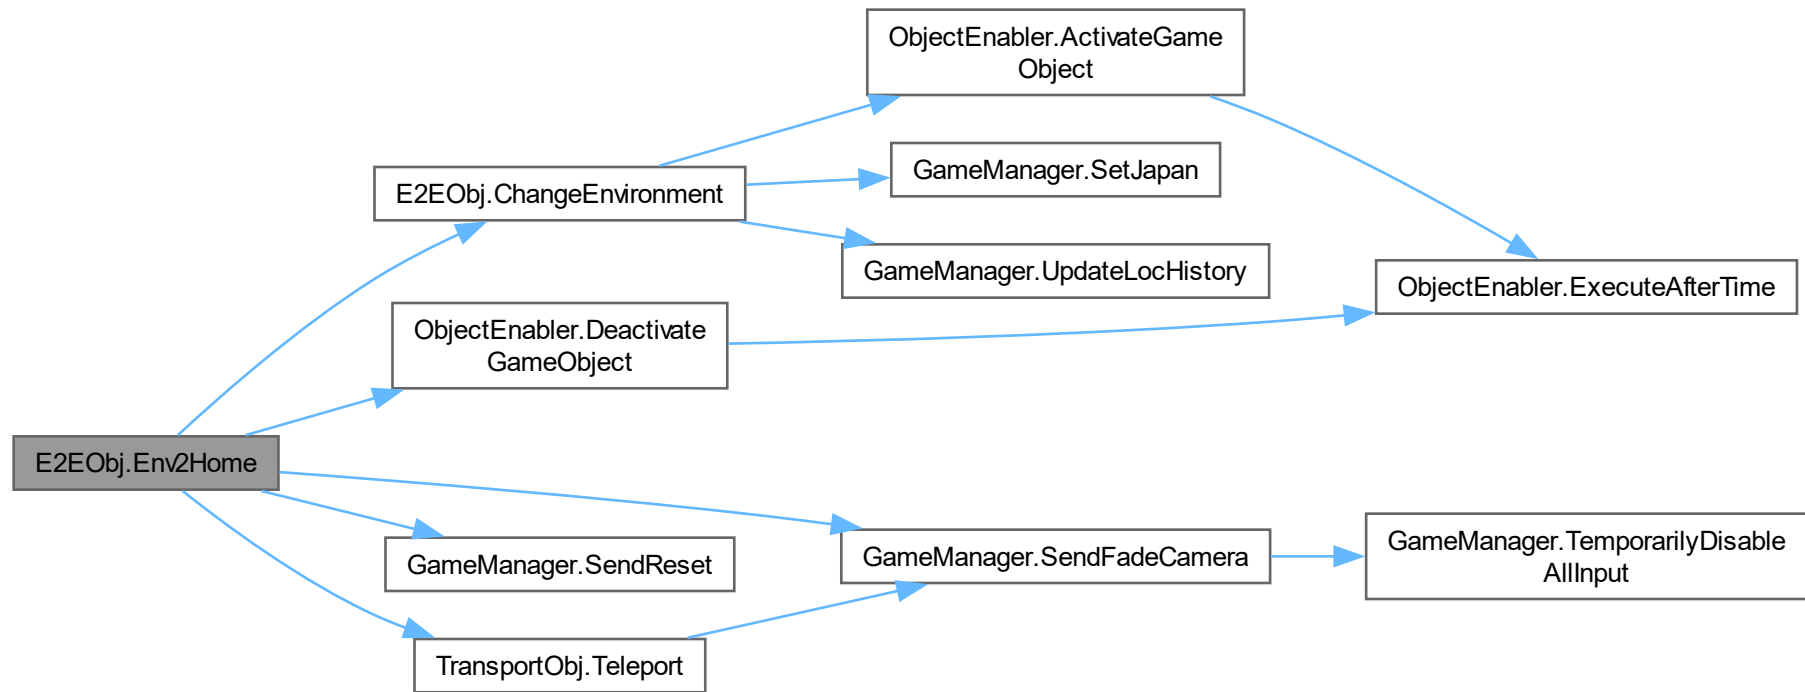 ObjectEnabler.ActivateGame
Object
GameManager.SetJapan
E2EObj.ChangeEnvironment
GameManager.UpdateLocHistory
ObjectEnabler.ExecuteAfterTime
ObjectEnabler.Deactivate
GameObject
E2EObj.Env2Home
GameManager.SendReset
GameManager.SendFadeCamera
GameManager.TemporarilyDisable
AllInput
TransportObj.Teleport